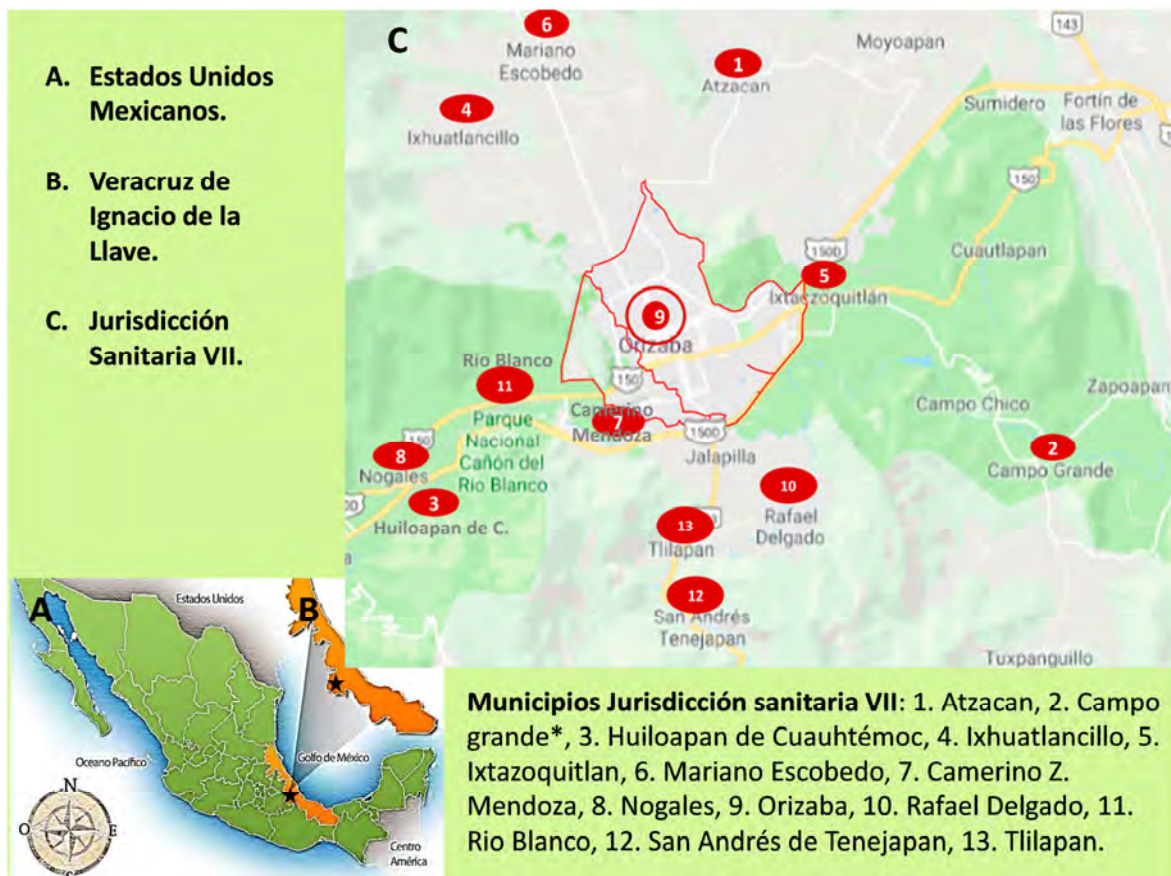 A. Estados Unidos
Mexicanos.
B. Veracruz de
Ignacio de la
Llave.
C. Jurisdicción
Sanitaria VII.
C
6
Mariano
Escobedo
1
Atzacan
Moyoapan
143
4
Ixhuatlancillo
Sumidero
Fortín de
las Flores
150
150D
Cuautlapan
5
Ixtaczoquitlán
9
Orizaba
Rio Blanco
11
150
Zapoapan
Camerino
7
Mendoza
Campo Chico
Parque
Nacional
Cañón del
Rio Blanco
150D
Jalapilla
2
Campo Grande
150
8
Nogales
10
Rafael
Delgado
3
Huiloapan de C.
13
Tlilapan
12
San Andrés
Tenejapan
Tuxpanguillo
A
Estados Unidos
B
Oceano Pacífico
Golfo de México
Centro
América
N
O
E
S
Municipios Jurisdicción sanitaria VII: 1. Atzacan, 2. Campo
grande*, 3. Huiloapan de Cuauhtémoc, 4. Ixhuatlancillo, 5.
Ixtazoquitlan, 6. Mariano Escobedo, 7. Camerino Z.
Mendoza, 8. Nogales, 9. Orizaba, 10. Rafael Delgado, 11.
Rio Blanco, 12. San Andrés de Tenejapan, 13. Tlilapan.